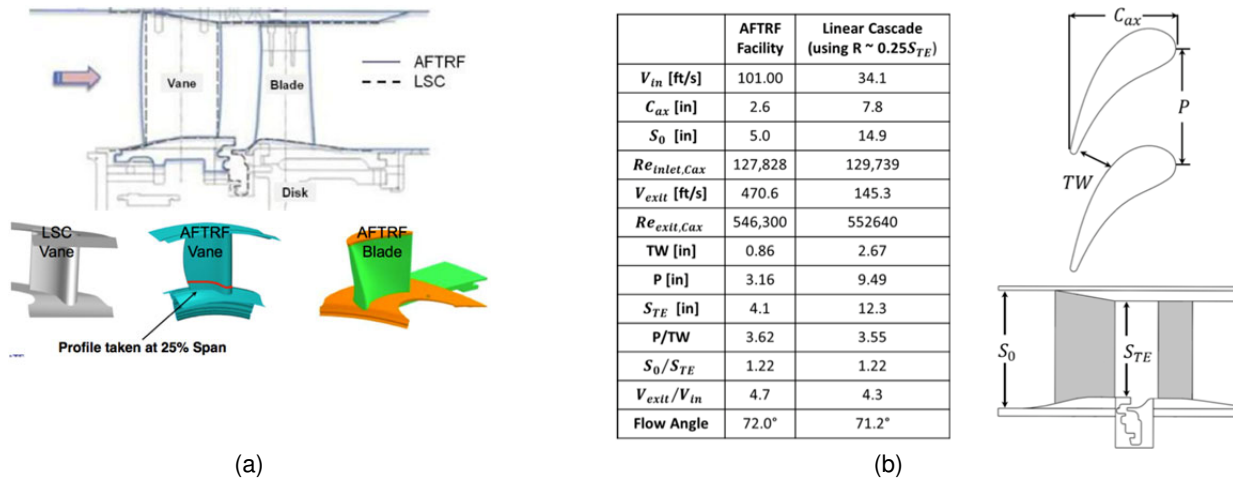 Vane
Blade
AFTRF
LSC
Disk
LSC
Vane
AFTRF
Vane
AFTRF
Blade
Profile taken at 25% Span
(a)
AFTRF Facility | Linear Cascade (using R ~ 0.25S_TE)
V_in [ft/s] | 101.00 | 34.1
C_ax [in] | 2.6 | 7.8
S_0 [in] | 5.0 | 14.9
Re_inlet,Cax | 127,828 | 129,739
V_exit [ft/s] | 470.6 | 145.3
Re_exit,Cax | 546,300 | 552640
TW [in] | 0.86 | 2.67
P [in] | 3.16 | 9.49
S_TE [in] | 4.1 | 12.3
P/TW | 3.62 | 3.55
S_0/S_TE | 1.22 | 1.22
V_exit/V_in | 4.7 | 4.3
Flow Angle | 72.0° | 71.2°
C_ax
P
TW
S_0
S_TE
(b)